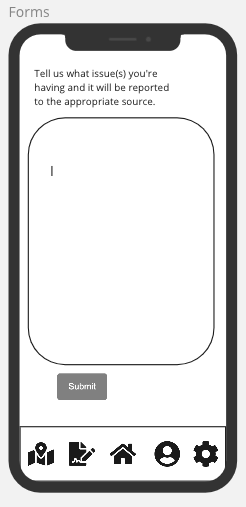 Forms
Tell us what issue(s) you're
having and it will be reported
to the appropriate source.
Submit